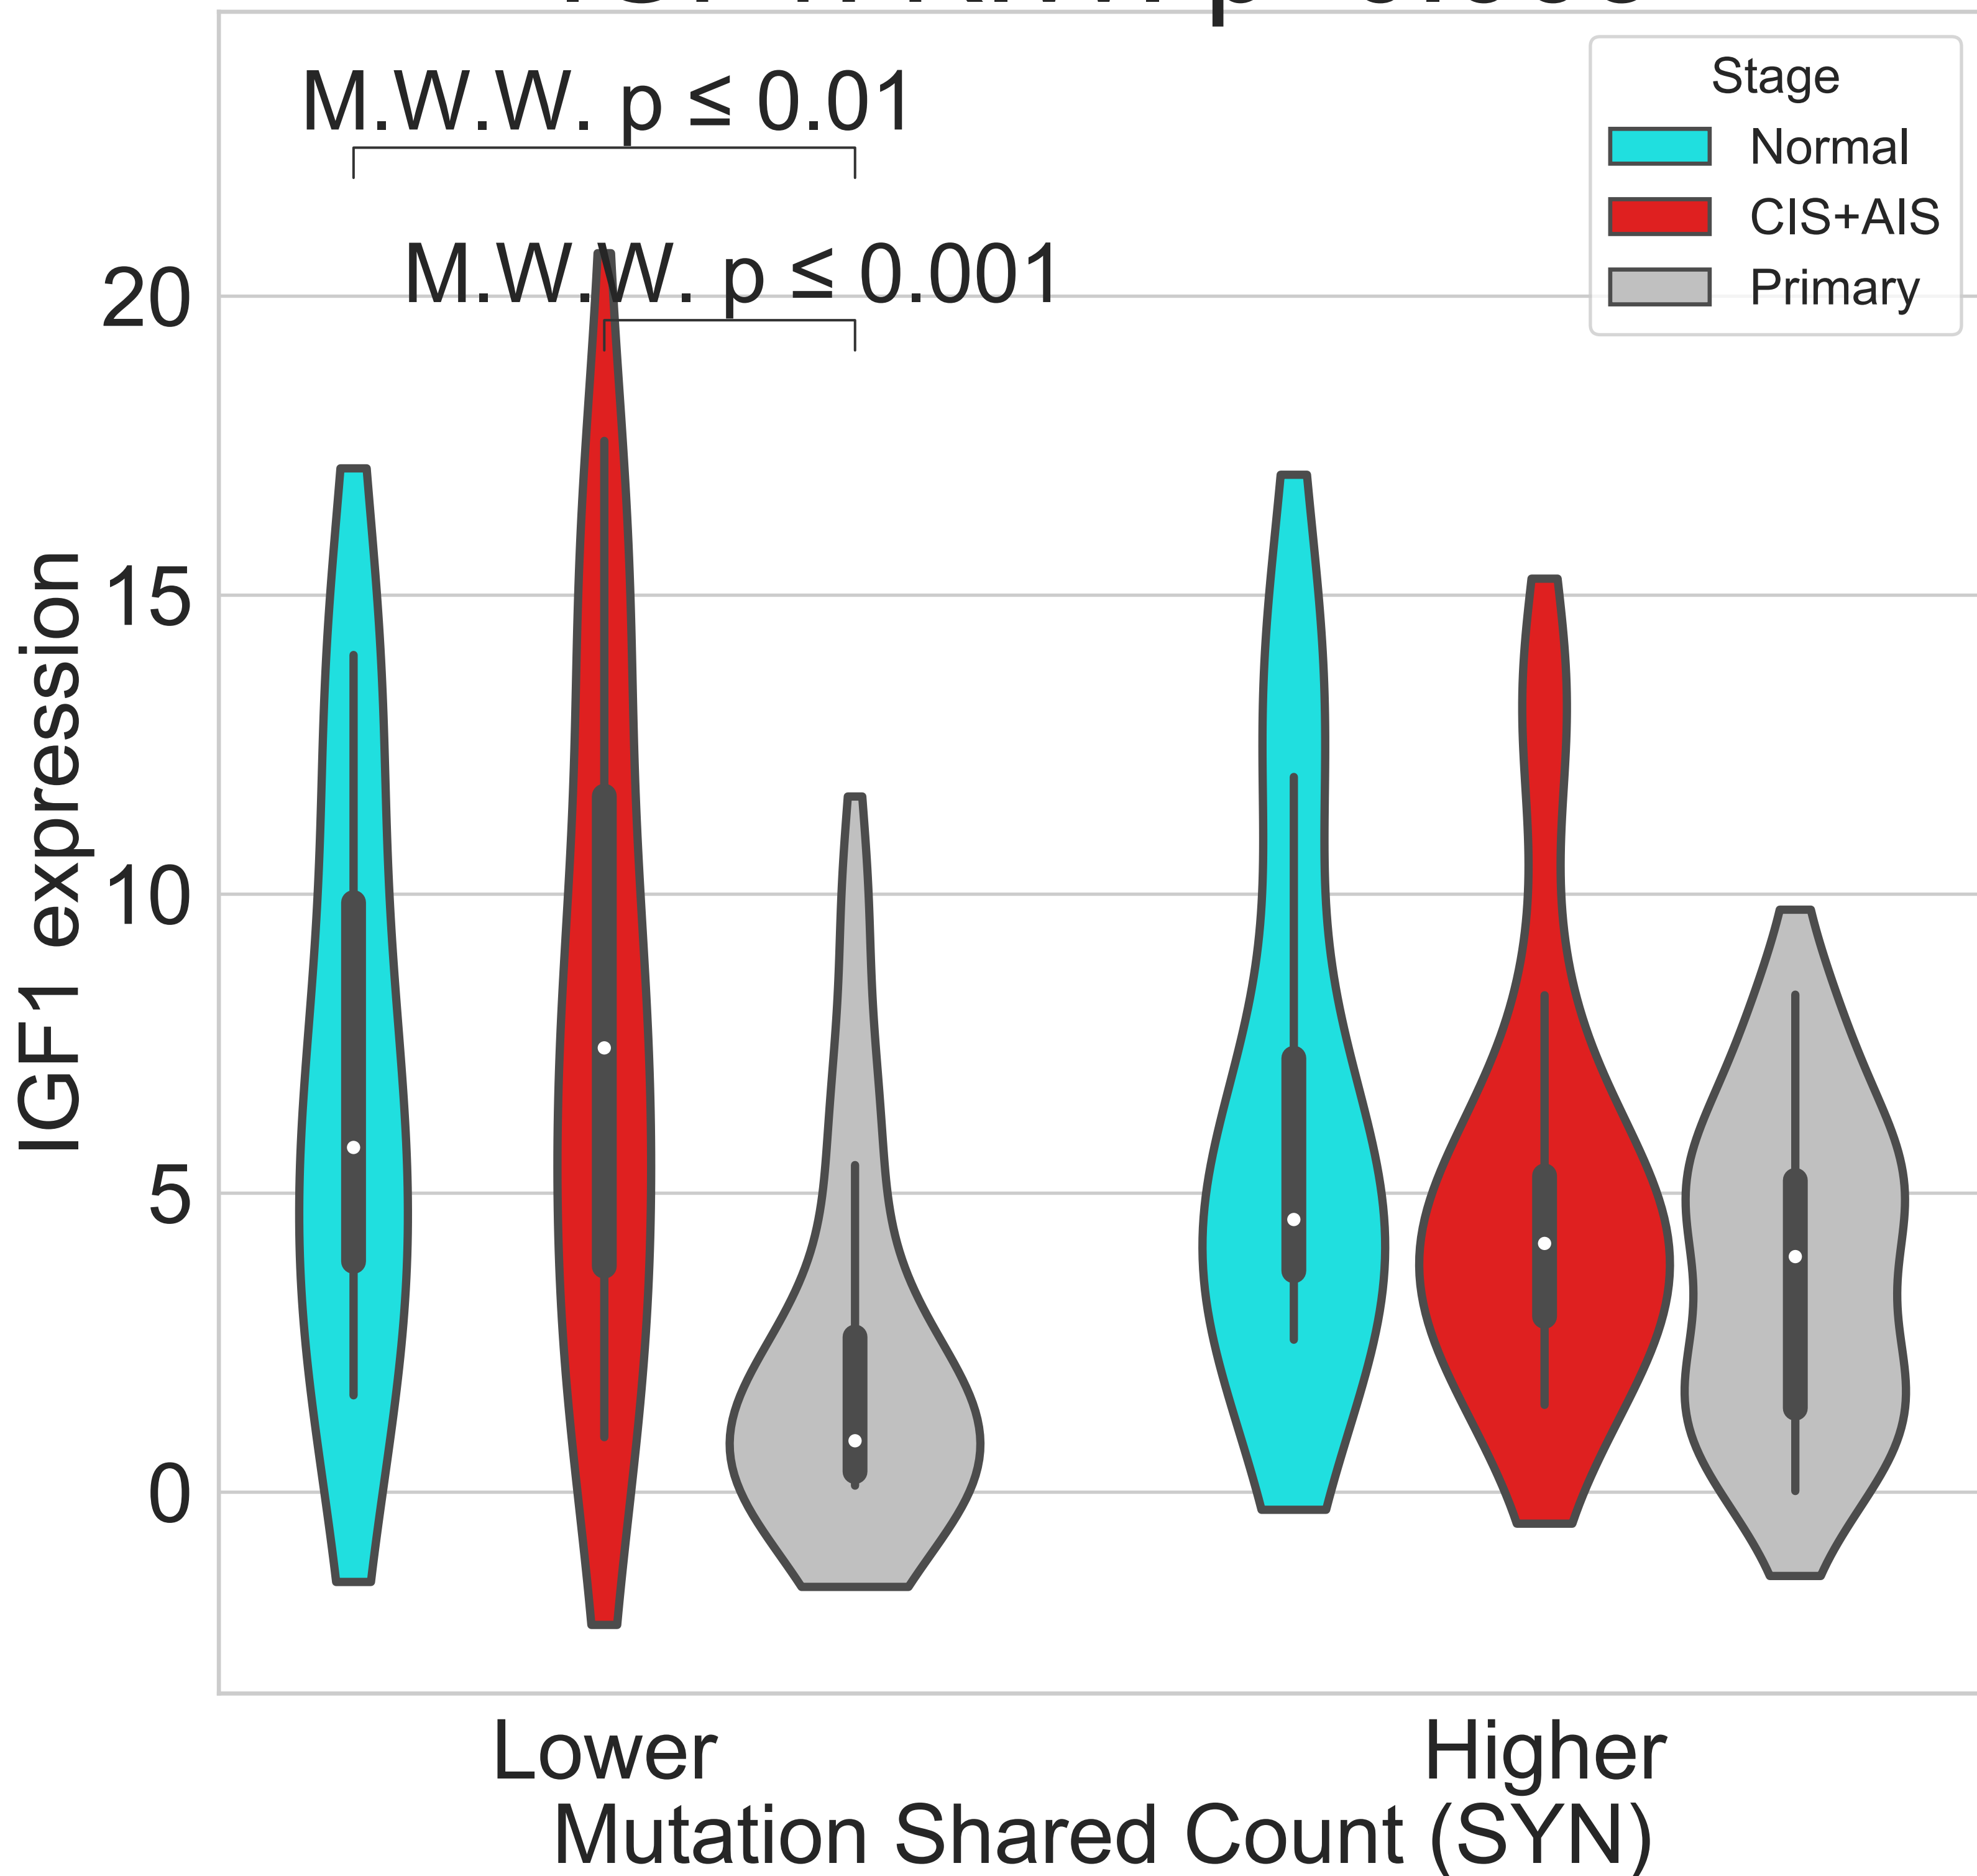 M.W.W. p ≤ 0.01
M.W.W. p ≤ 0.001
Stage
Normal
CIS+AIS
Primary
IGF1 expression
20
15
10
5
0
Lower
Higher
Mutation Shared Count (SYN)